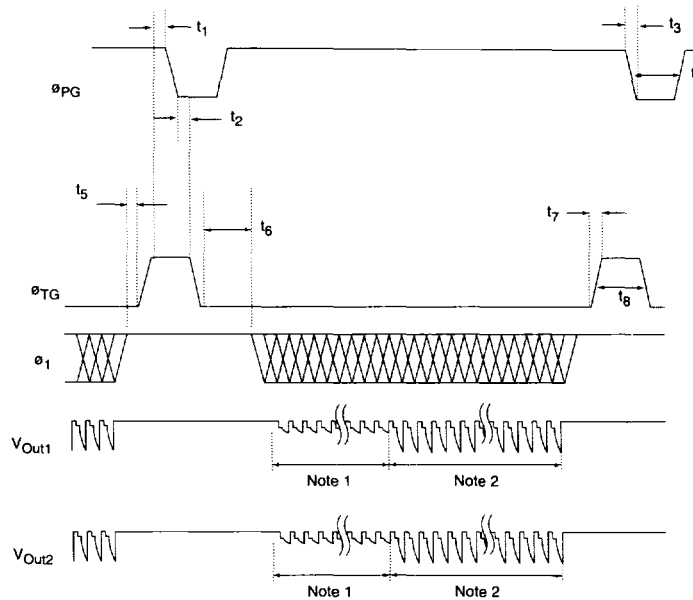 t1
t3
t
øPG
t2
t5
t6
t7
t8
øTG
ø1
VOut1
Note 1
Note 2
VOut2
Note 1
Note 2